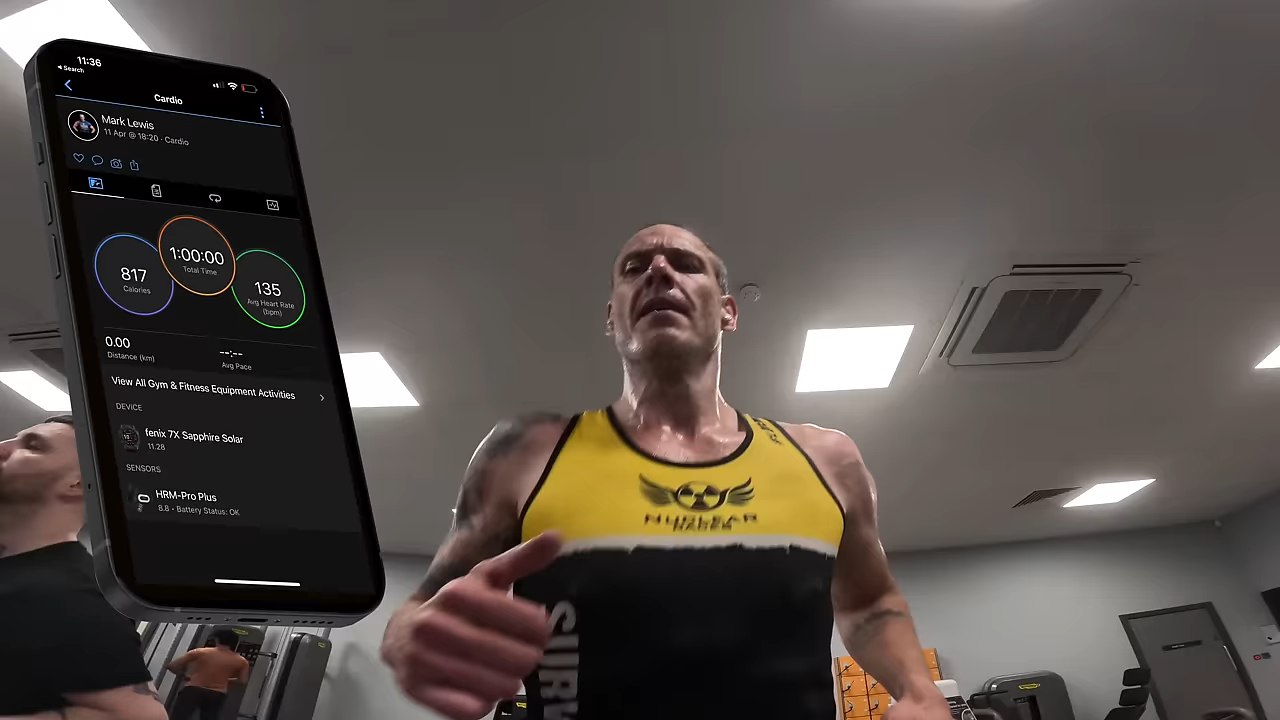 11:36
Search
Cardio
Mark Lewis
11 Apr @ 18:20 · Cardio
817
Calories
1:00:00
Total Time
135
Avg Heart Rate
(bpm)
0.00
Distance (km)
--:--
Avg Pace
View All Gym & Fitness Equipment Activities
DEVICE
fenix 7X Sapphire Solar
11.28
SENSORS
HRM-Pro Plus
8.8 • Battery Status: OK
NUCLEAR
RACES